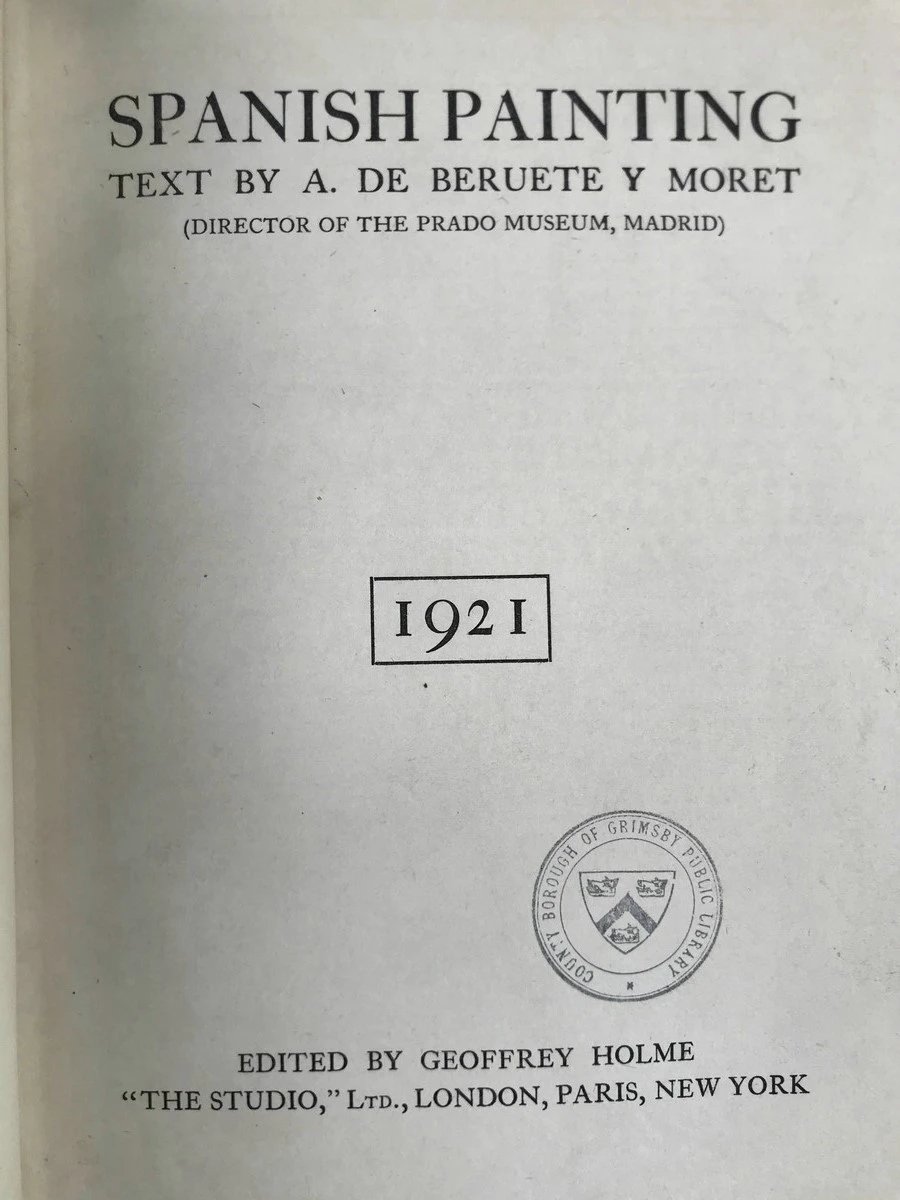 SPANISH PAINTING
TEXT BY A. DE BERUETE Y MORET
(DIRECTOR OF THE PRADO MUSEUM, MADRID)
1921
COUNTY BOROUGH OF GRIMSBY PUBLIC LIBRARY
EDITED BY GEOFFREY HOLME
“THE STUDIO,” LTD., LONDON, PARIS, NEW YORK